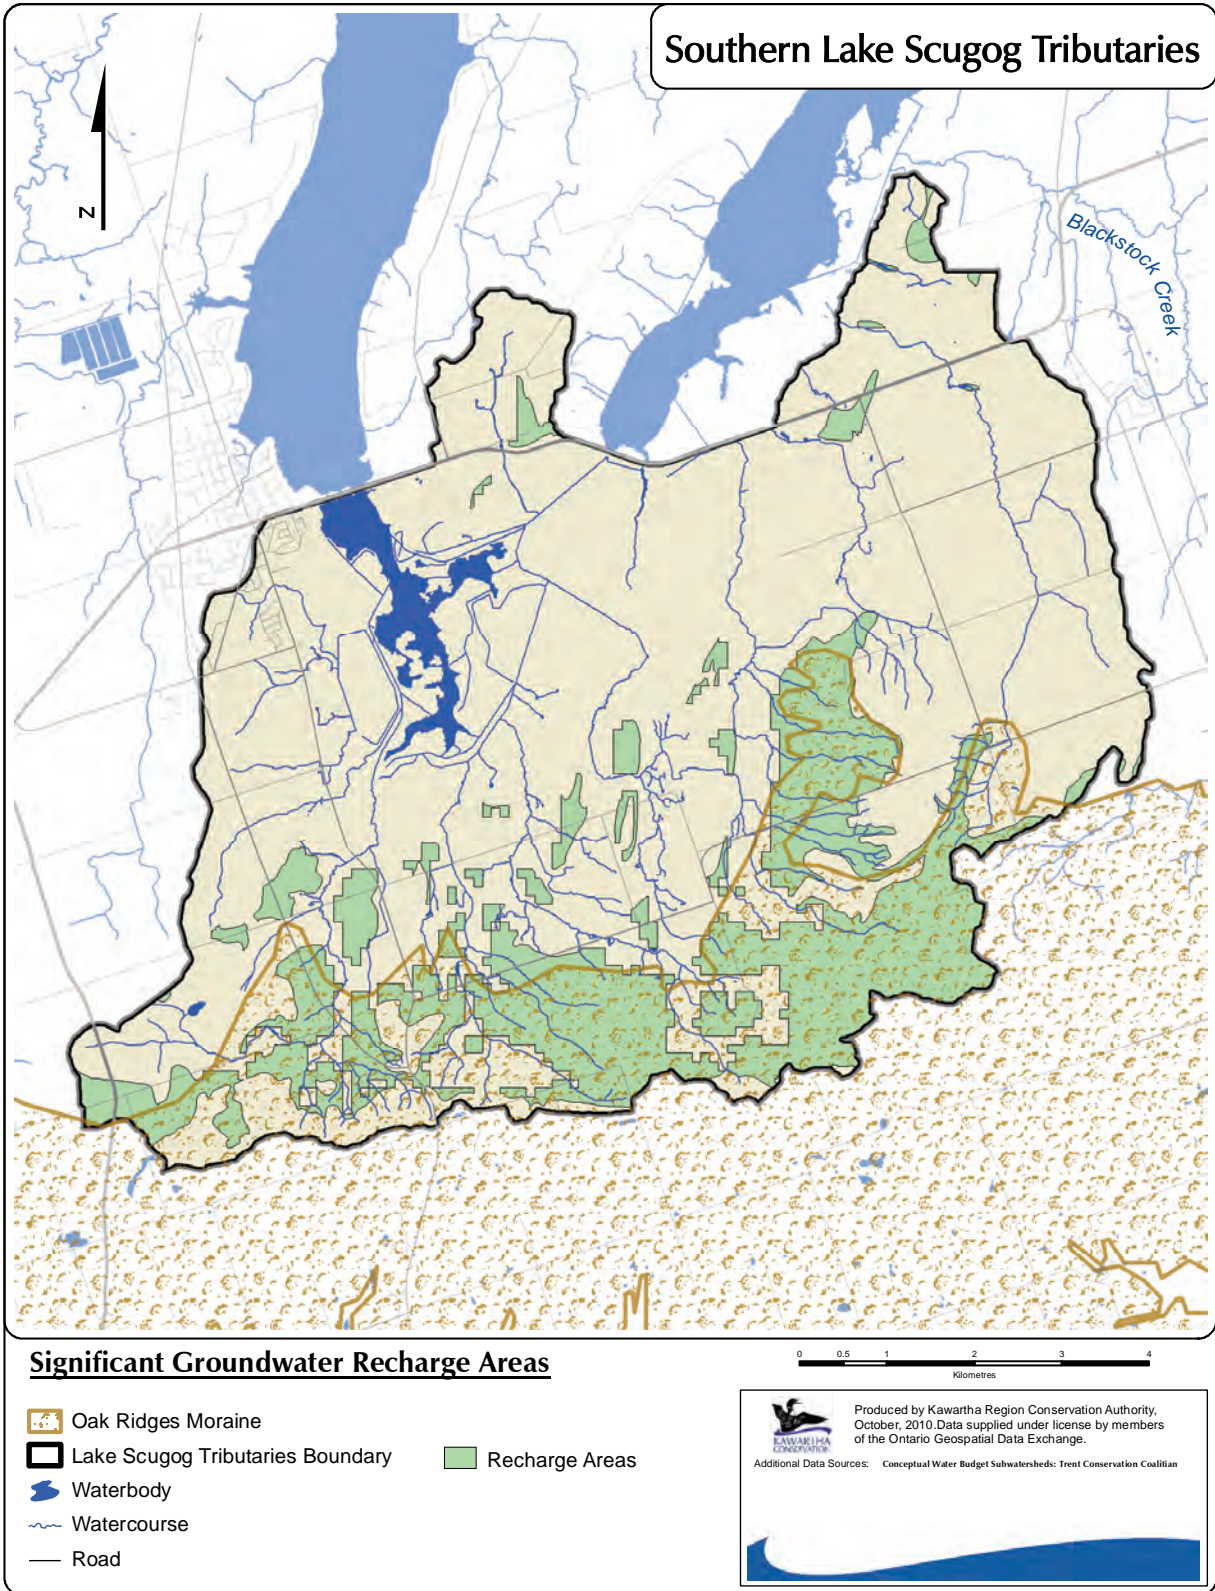 Southern Lake Scugog Tributaries
N
Blackstock Creek
Significant Groundwater Recharge Areas
Oak Ridges Moraine
Lake Scugog Tributaries Boundary
Waterbody
Watercourse
Road
Recharge Areas
0 0.5 1 2 3 4
Kilometres
KAWARTHA
CONSERVATION
Produced by Kawartha Region Conservation Authority,
October, 2010.Data supplied under license by members
of the Ontario Geospatial Data Exchange.
Additional Data Sources: Conceptual Water Budget Subwatersheds: Trent Conservation Coalitian